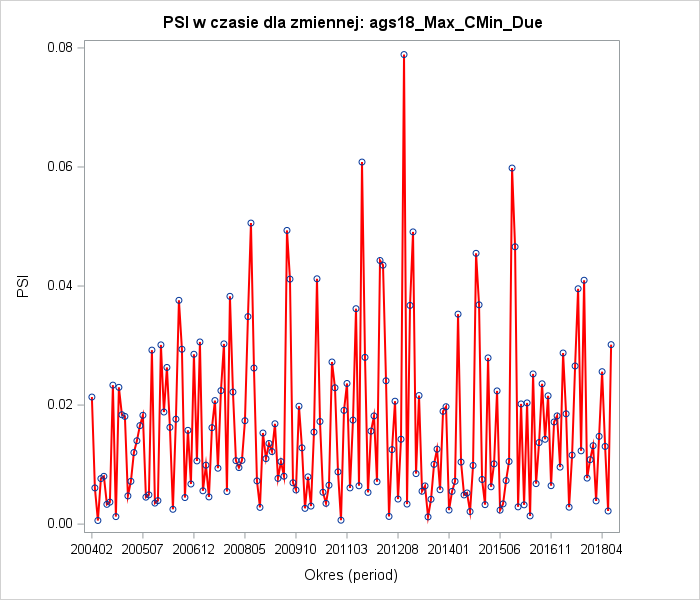 PSI w czasie dla zmiennej: ags18_Max_CMin_Due
0.08
0.06
0.04
0.02
0.00
PSI
200402 200507 200612 200805 200910 201103 201208 201401 201506 201611 201804
Okres (period)